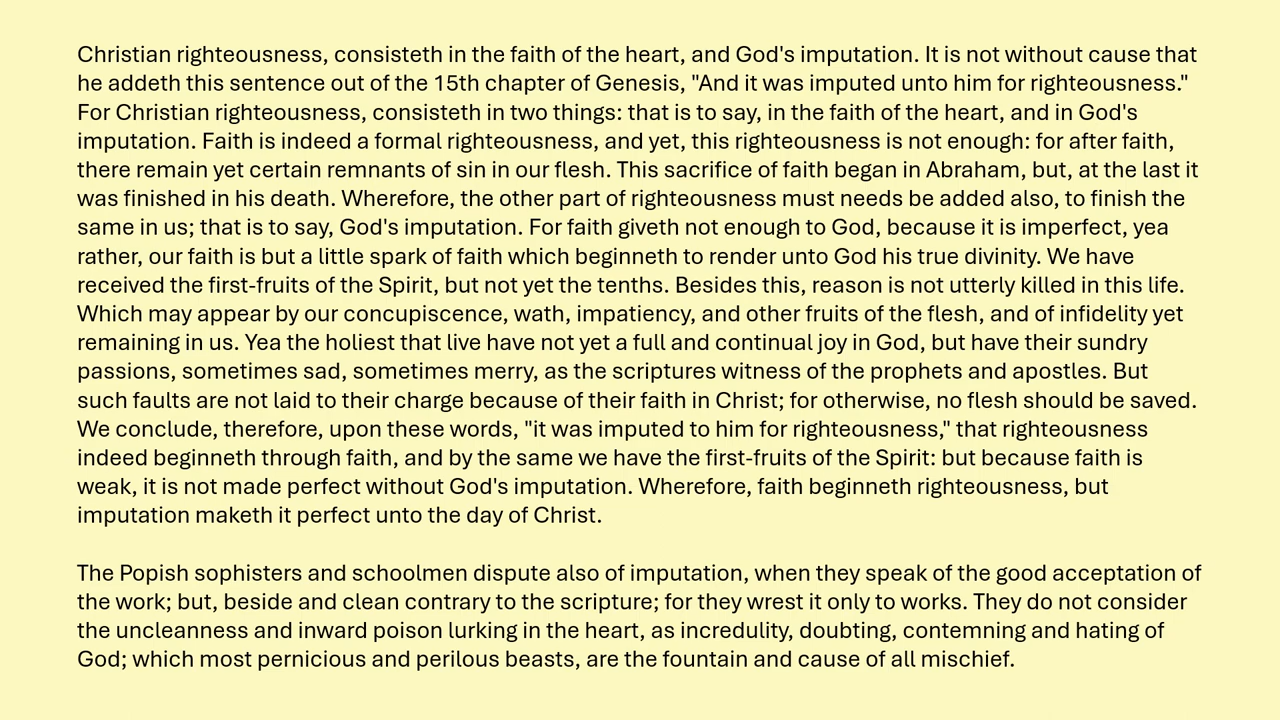 Christian righteousness, consisteth in the faith of the heart, and God's imputation. It is not without cause that
he addeth this sentence out of the 15th chapter of Genesis, "And it was imputed unto him for righteousness."
For Christian righteousness, consisteth in two things: that is to say, in the faith of the heart, and in God's
imputation. Faith is indeed a formal righteousness, and yet, this righteousness is not enough: for after faith,
there remain yet certain remnants of sin in our flesh. This sacrifice of faith began in Abraham, but, at the last it
was finished in his death. Wherefore, the other part of righteousness must needs be added also, to finish the
same in us; that is to say, God's imputation. For faith giveth not enough to God, because it is imperfect, yea
rather, our faith is but a little spark of faith which beginneth to render unto God his true divinity. We have
received the first-fruits of the Spirit, but not yet the tenths. Besides this, reason is not utterly killed in this life.
Which may appear by our concupiscence, wath, impatiency, and other fruits of the flesh, and of infidelity yet
remaining in us. Yea the holiest that live have not yet a full and continual joy in God, but have their sundry
passions, sometimes sad, sometimes merry, as the scriptures witness of the prophets and apostles. But
such faults are not laid to their charge because of their faith in Christ; for otherwise, no flesh should be saved.
We conclude, therefore, upon these words, "it was imputed to him for righteousness," that righteousness
indeed beginneth through faith, and by the same we have the first-fruits of the Spirit: but because faith is
weak, it is not made perfect without God's imputation. Wherefore, faith beginneth righteousness, but
imputation maketh it perfect unto the day of Christ.

The Popish sophisters and schoolmen dispute also of imputation, when they speak of the good acceptation of
the work; but, beside and clean contrary to the scripture; for they wrest it only to works. They do not consider
the uncleanness and inward poison lurking in the heart, as incredulity, doubting, contemning and hating of
God; which most pernicious and perilous beasts, are the fountain and cause of all mischief.